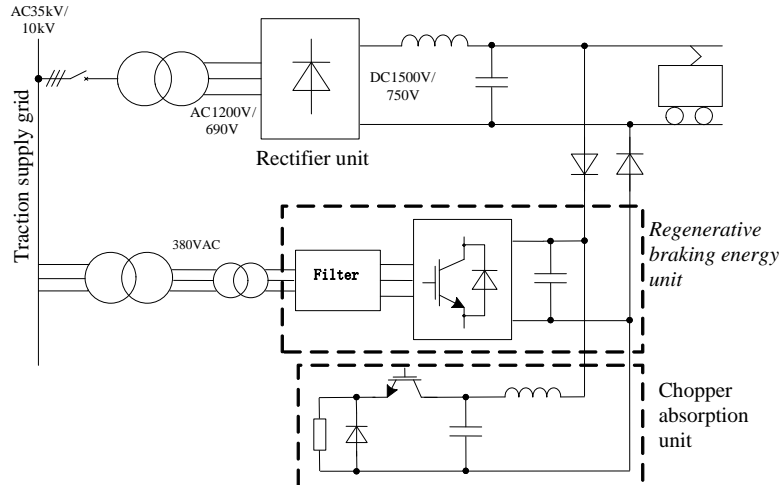 AC35kV/
10kV
Traction supply grid
AC1200V/
690V
Rectifier unit
DC1500V/
750V
380VAC
Filter
Regenerative
braking energy
unit
Chopper
absorption
unit